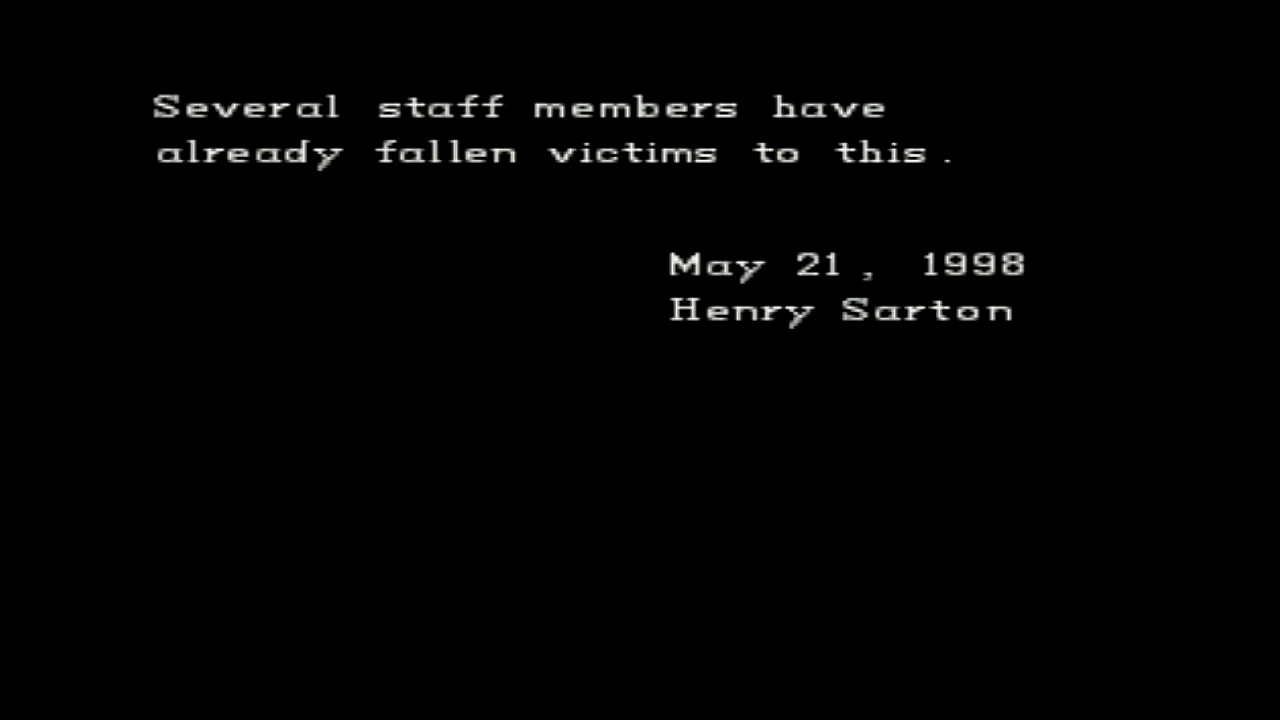 Several staff members have
already fallen victims to this.
May 21, 1998
Henry Sarton